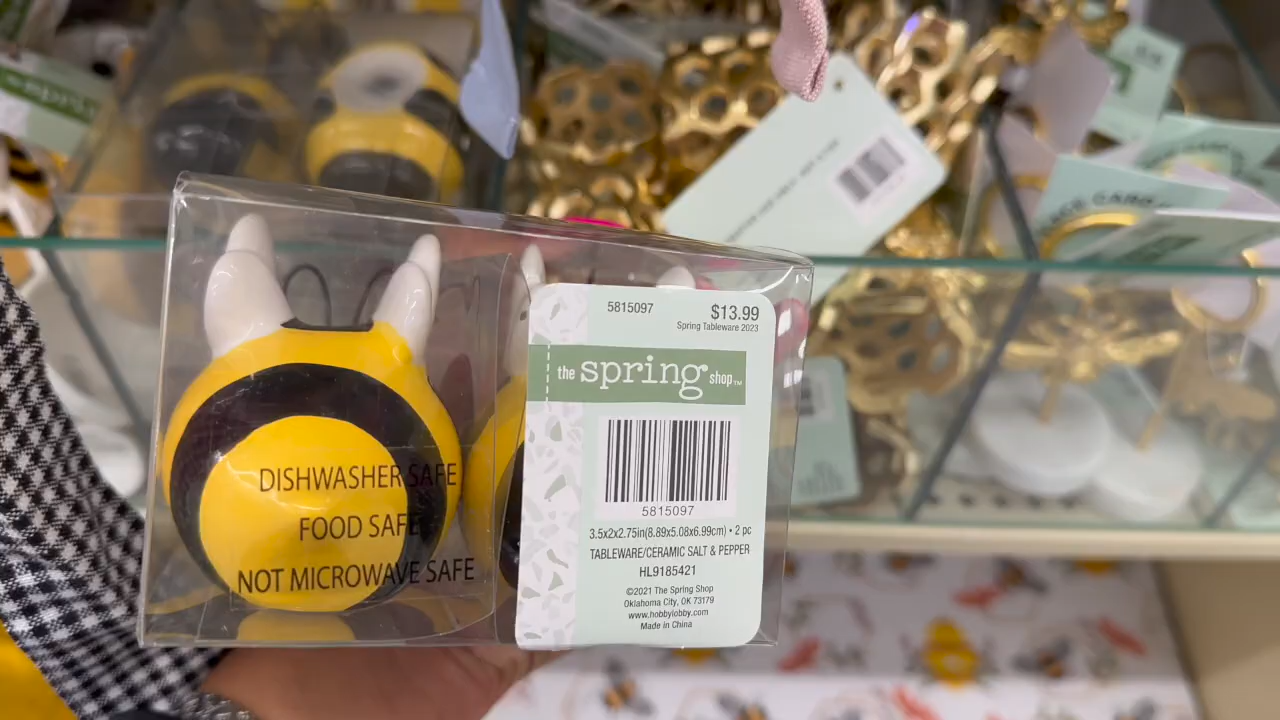 5815097
$13.99
Spring Tableware 2023
the spring shop™
5815097
3.5x2x2.75in(8.89x5.08x6.99cm) • 2 pc
TABLEWARE/CERAMIC SALT & PEPPER
HL9185421
©2021 The Spring Shop
Oklahoma City, OK 73179
www.hobbylobby.com
Made in China
DISHWASHER SAFE
FOOD SAFE
NOT MICROWAVE SAFE